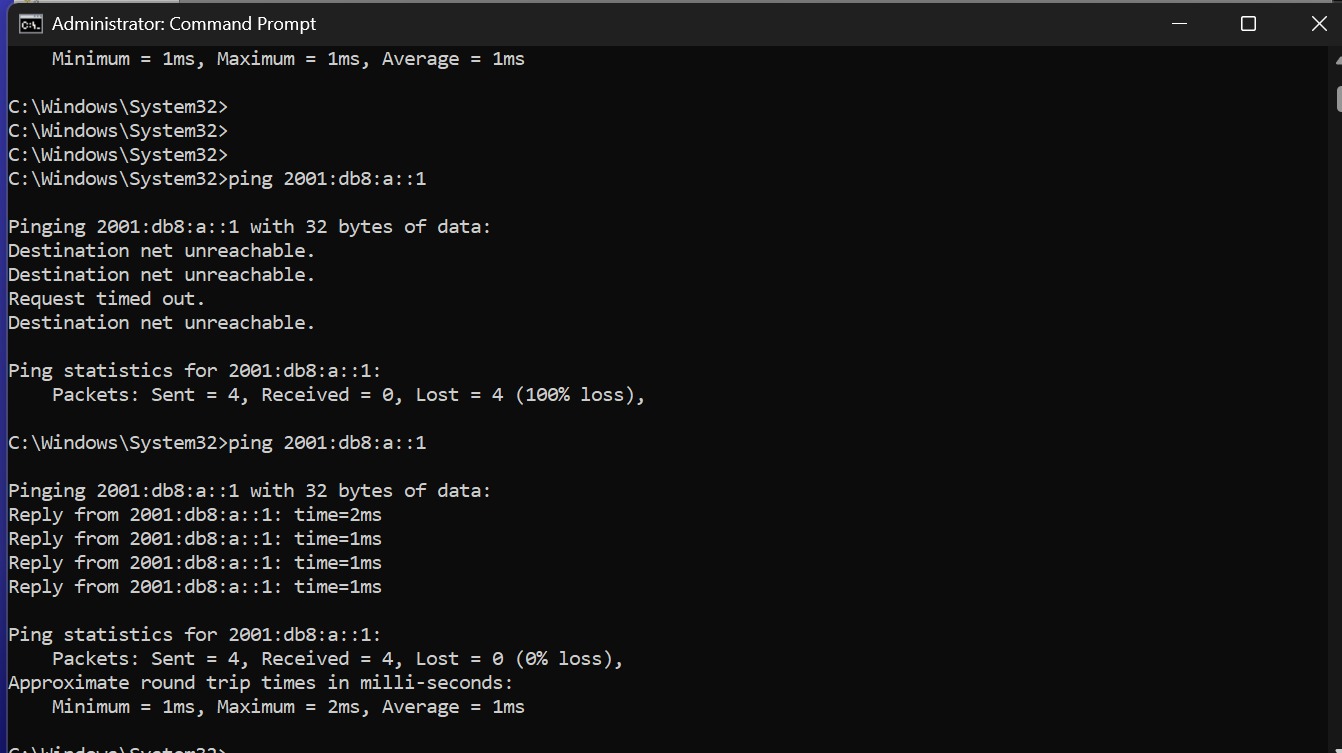 Administrator: Command Prompt
Minimum = 1ms, Maximum = 1ms, Average = 1ms
C:\Windows\System32>
C:\Windows\System32>
C:\Windows\System32>
C:\Windows\System32>ping 2001:db8:a::1
Pinging 2001:db8:a::1 with 32 bytes of data:
Destination net unreachable.
Destination net unreachable.
Request timed out.
Destination net unreachable.
Ping statistics for 2001:db8:a::1:
Packets: Sent = 4, Received = 0, Lost = 4 (100% loss),
C:\Windows\System32>ping 2001:db8:a::1
Pinging 2001:db8:a::1 with 32 bytes of data:
Reply from 2001:db8:a::1: time=2ms
Reply from 2001:db8:a::1: time=1ms
Reply from 2001:db8:a::1: time=1ms
Reply from 2001:db8:a::1: time=1ms
Ping statistics for 2001:db8:a::1:
Packets: Sent = 4, Received = 4, Lost = 0 (0% loss),
Approximate round trip times in milli-seconds:
Minimum = 1ms, Maximum = 2ms, Average = 1ms
C:\Windows\System32>